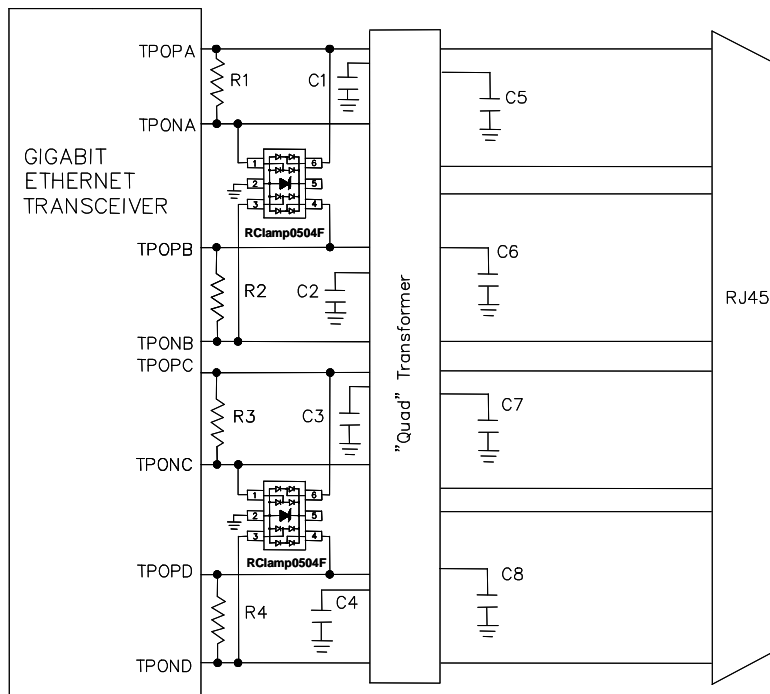 TPOPA
R1
C1
C5
TPONA
GIGABIT
ETHERNET
TRANSCEIVER
1
6
2
5
3
4
RClamp0504F
TPOPB
C6
R2
C2
RJ45
TPONB
TPOPC
"Quad" Transformer
R3
C3
C7
TPONC
1
6
2
5
3
4
RClamp0504F
TPOPD
C8
R4
C4
TPOND